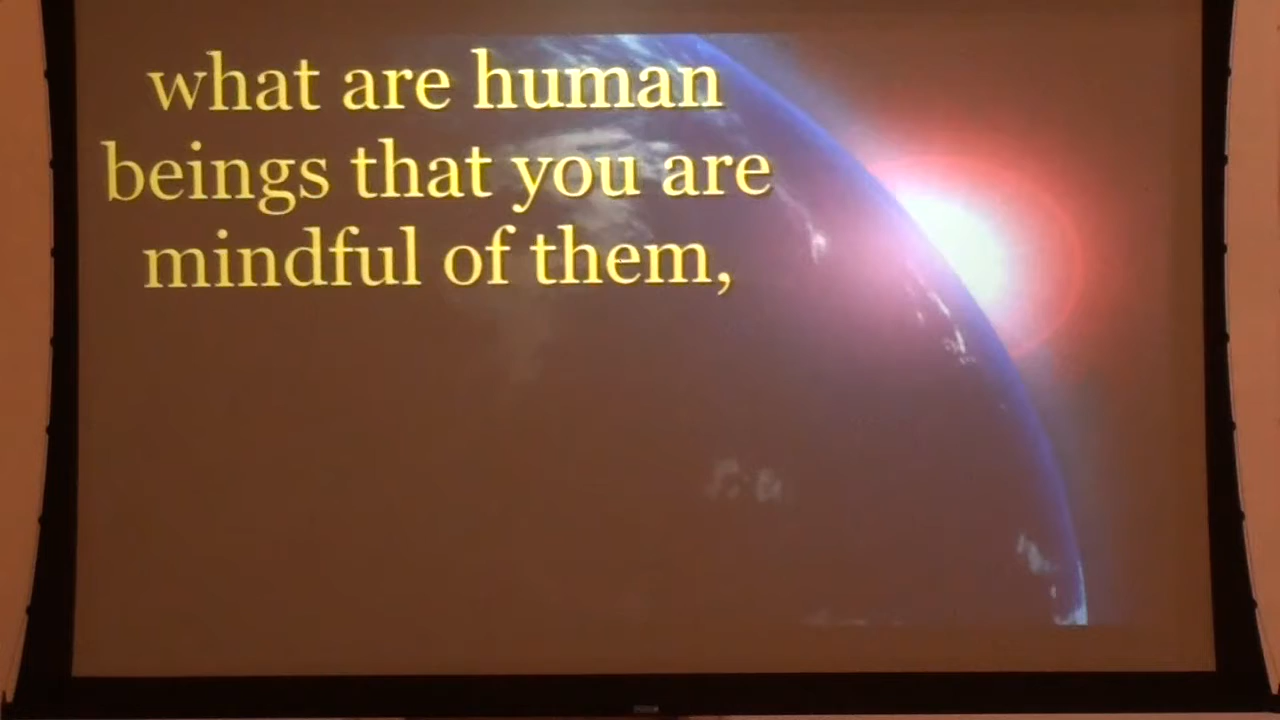 what are human
beings that you are
mindful of them,